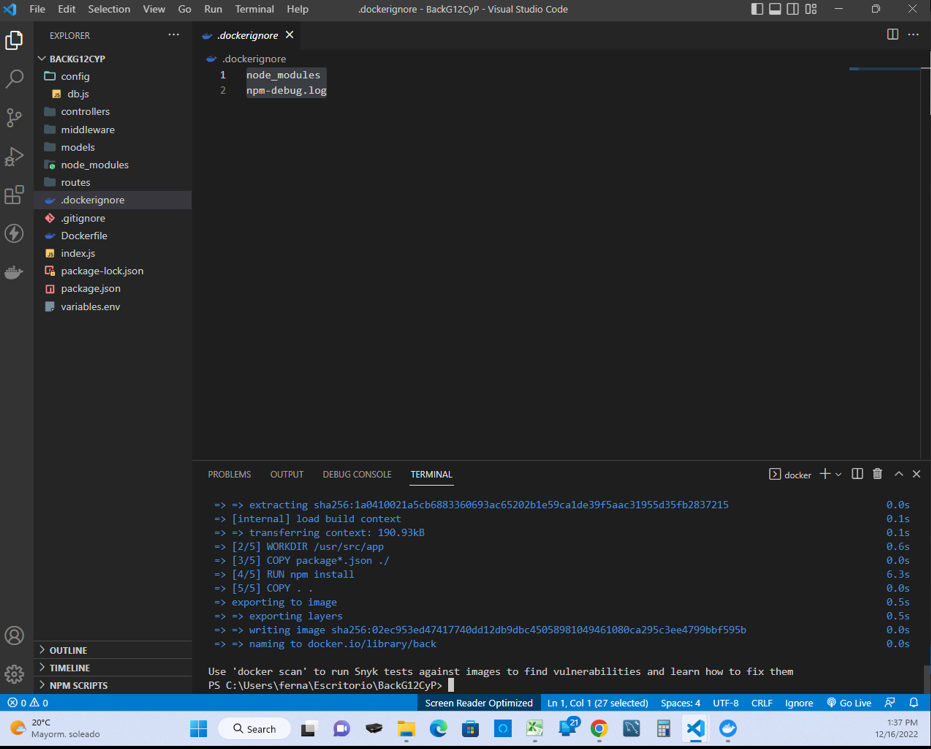 File Edit Selection View Go Run Terminal Help .dockerignore - BackG12CyP - Visual Studio Code
EXPLORER
BACKG12CYP
config
db.js
controllers
middleware
models
node_modules
routes
.dockerignore
.gitignore
Dockerfile
index.js
package-lock.json
package.json
variables.env
OUTLINE
TIMELINE
NPM SCRIPTS
.dockerignore
.dockerignore
1 node_modules
2 npm-debug.log
PROBLEMS OUTPUT DEBUG CONSOLE TERMINAL docker
=> => extracting sha256:1a0410021a5cb6883360693ac65202b1e59ca1de39f5aac31955d35fb2837215 0.0s
=> [internal] load build context 0.1s
=> => transferring context: 190.93kB 0.1s
=> [2/5] WORKDIR /usr/src/app 0.6s
=> [3/5] COPY package*.json ./ 0.0s
=> [4/5] RUN npm install 6.3s
=> [5/5] COPY . . 0.0s
=> exporting to image 0.5s
=> => exporting layers 0.5s
=> => writing image sha256:02ec953ed47417740dd12db9dbc45058981049461080ca295c3ee4799bbf595b 0.0s
=> => naming to docker.io/library/back 0.0s
Use 'docker scan' to run Snyk tests against images to find vulnerabilities and learn how to fix them
PS C:\Users\ferna\Escritorio\BackG12CyP>
0 0 Screen Reader Optimized Ln 1, Col 1 (27 selected) Spaces: 4 UTF-8 CRLF Ignore Go Live
20°C
Mayorm. soleado
Search
21
1:37 PM
12/16/2022